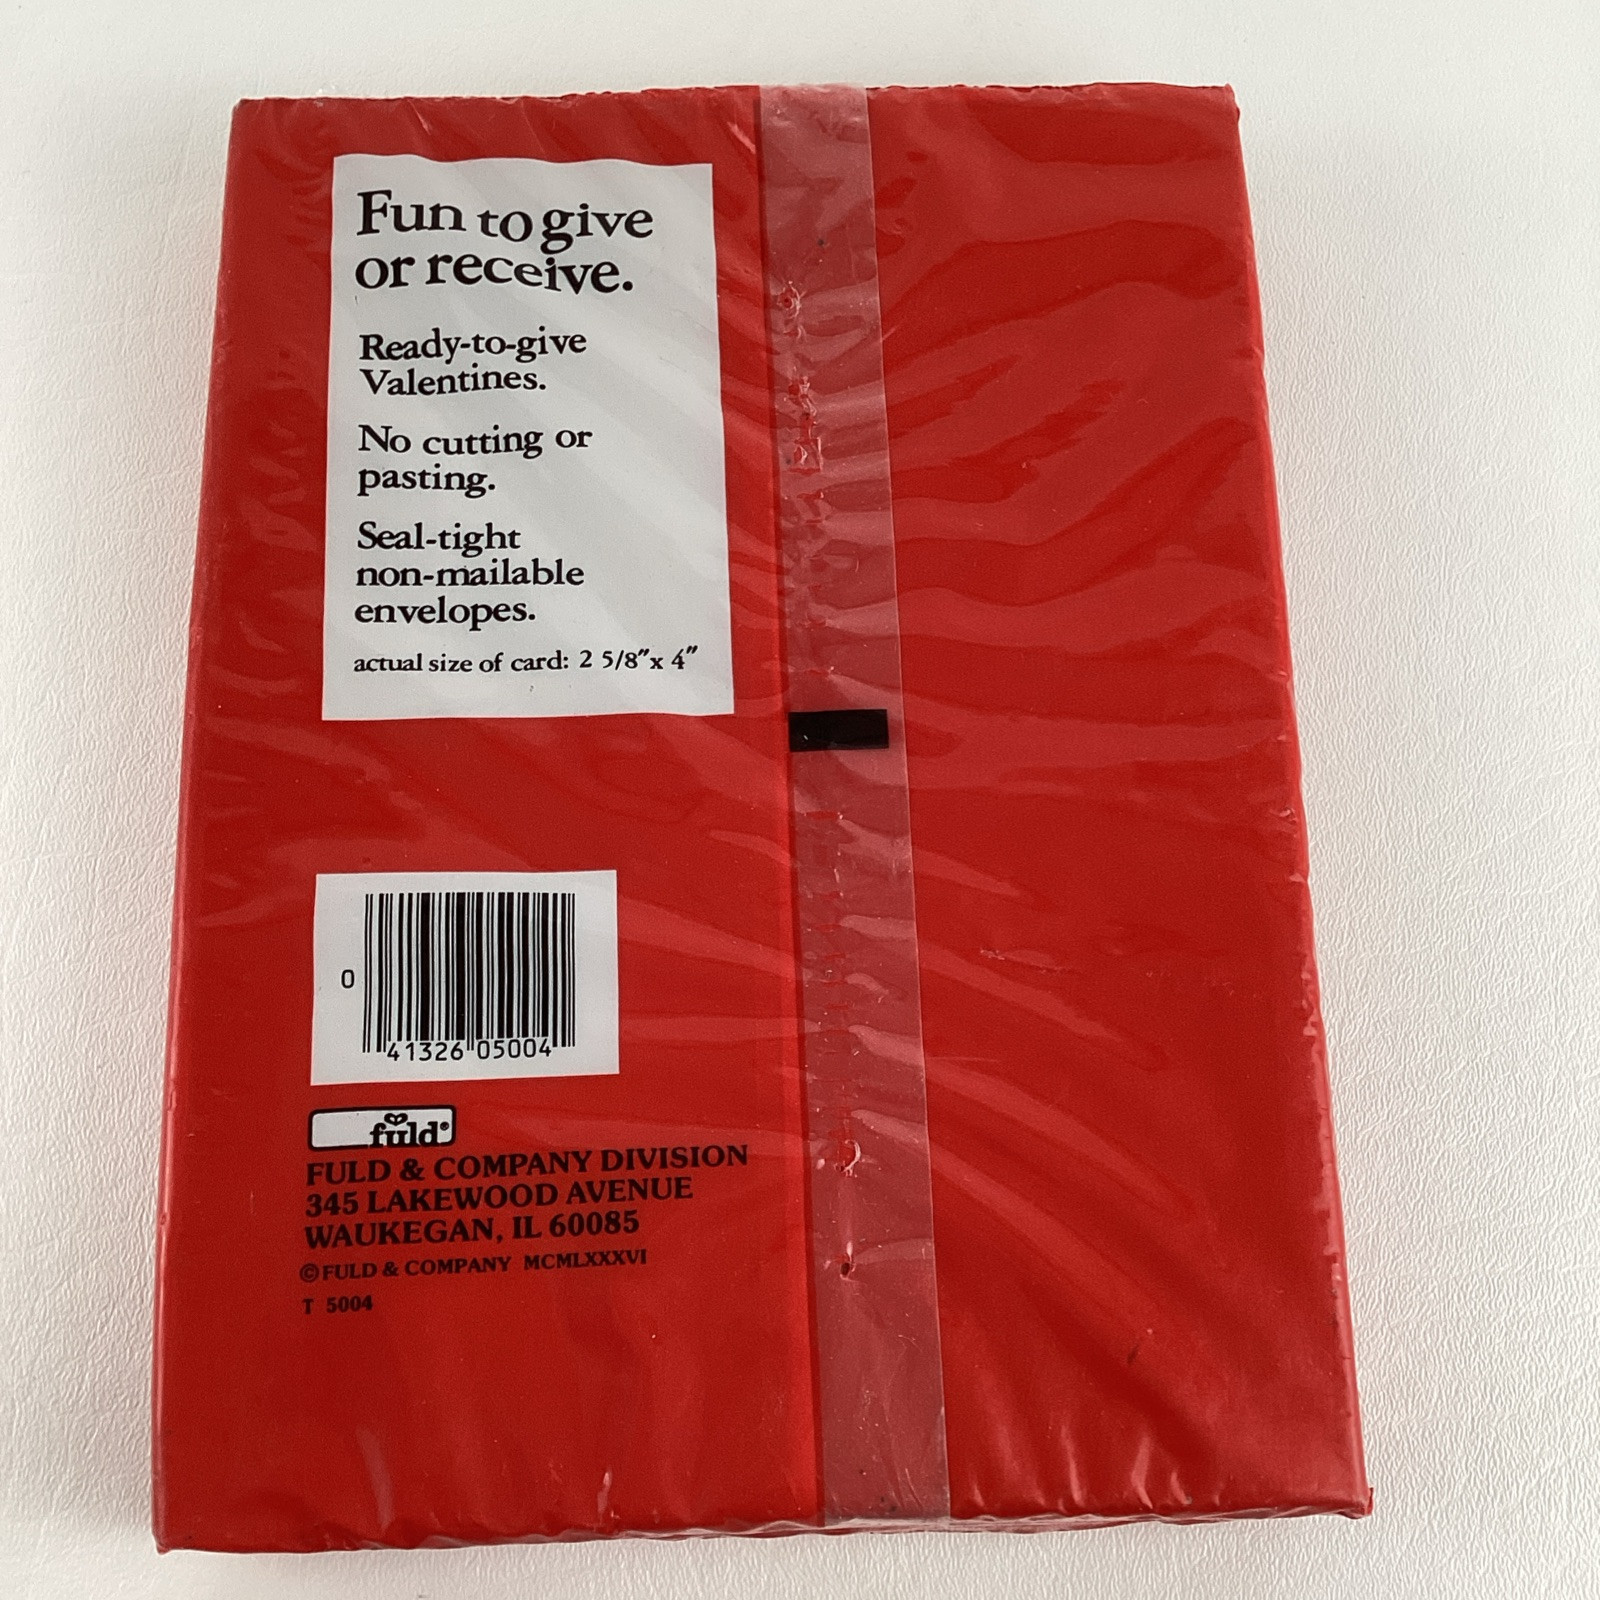 Fun to give
or receive.
Ready-to-give
Valentines.
No cutting or
pasting.
Seal-tight
non-mailable
envelopes.
actual size of card: 2 5/8" x 4"
0 41326 05004
fuld®
FULD & COMPANY DIVISION
345 LAKEWOOD AVENUE
WAUKEGAN, IL 60085
© FULD & COMPANY MCMLXXXVI
T 5004